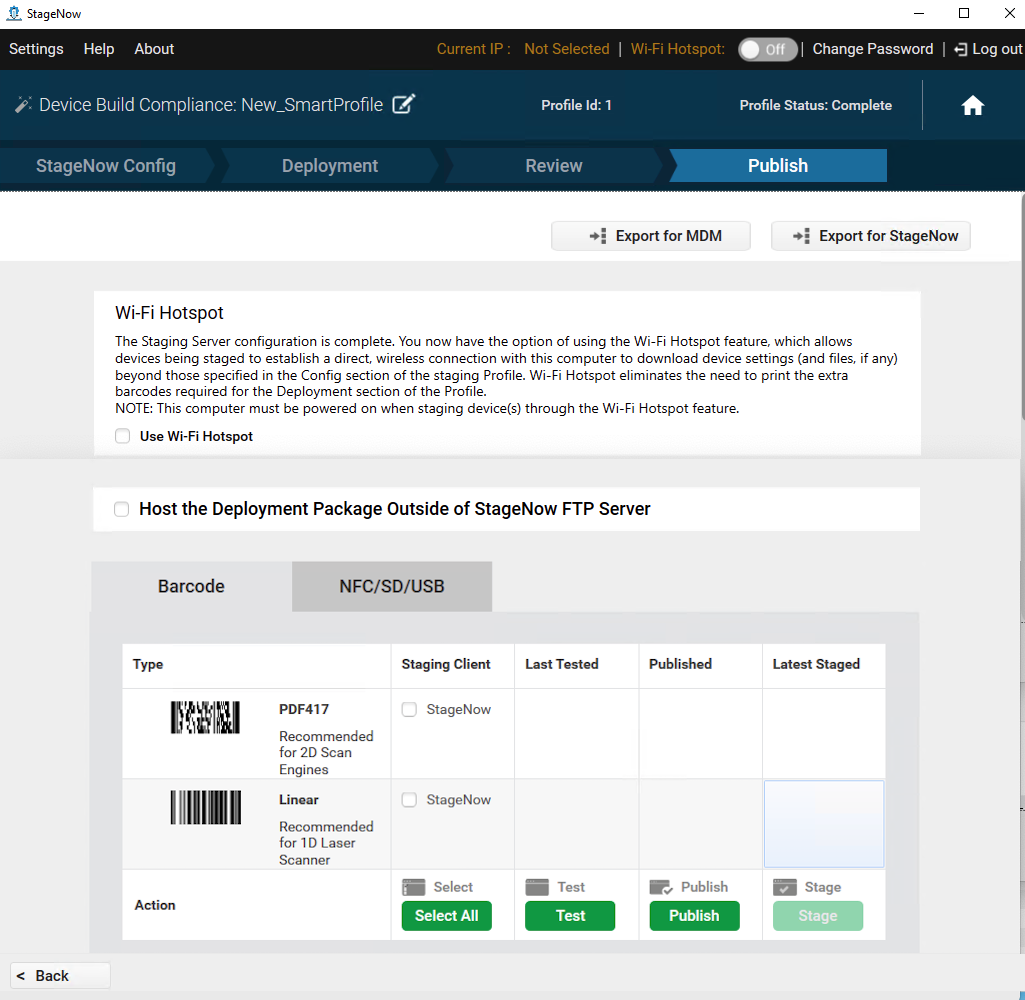 StageNow
Settings Help About Current IP : Not Selected | Wi-Fi Hotspot: Off | Change Password | Log out
Device Build Compliance: New_SmartProfile Profile Id: 1 Profile Status: Complete
StageNow Config Deployment Review Publish
Export for MDM Export for StageNow
Wi-Fi Hotspot
The Staging Server configuration is complete. You now have the option of using the Wi-Fi Hotspot feature, which allows
devices being staged to establish a direct, wireless connection with this computer to download device settings (and files, if any)
beyond those specified in the Config section of the staging Profile. Wi-Fi Hotspot eliminates the need to print the extra
barcodes required for the Deployment section of the Profile.
NOTE: This computer must be powered on when staging device(s) through the Wi-Fi Hotspot feature.
Use Wi-Fi Hotspot
Host the Deployment Package Outside of StageNow FTP Server
Barcode NFC/SD/USB
Type Staging Client Last Tested Published Latest Staged
PDF417 StageNow
Recommended
for 2D Scan
Engines
Linear StageNow
Recommended
for 1D Laser
Scanner
Select Test Publish Stage
Action
Select All Test Publish Stage
< Back